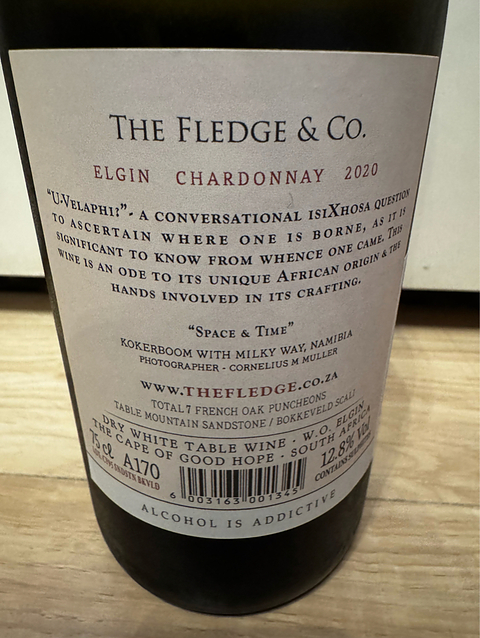 THE FLEDGE & CO.
ELGIN CHARDONNAY 2020
"U-VELAPHI?" - A CONVERSATIONAL ISIXHOSA QUESTION
TO ASCERTAIN WHERE ONE IS BORNE, AS IT IS
SIGNIFICANT TO KNOW FROM WHENCE ONE CAME. THIS
WINE IS AN ODE TO ITS UNIQUE AFRICAN ORIGIN & THE
HANDS INVOLVED IN ITS CRAFTING.
"SPACE & TIME"
KOKERBOOM WITH MILKY WAY, NAMIBIA
PHOTOGRAPHER - CORNELIUS M MULLER
WWW.THEFLEDGE.CO.ZA
TOTAL 7 FRENCH OAK PUNCHEONS
TABLE MOUNTAIN SANDSTONE / BOKKEVELD SCALI
DRY WHITE TABLE WINE - W.O. ELGIN
THE CAPE OF GOOD HOPE - SOUTH AFRICA
75 cl A170 12.8% Vol
CONTAINS
6 003163 001345
ALCOHOL IS ADDICTIVE